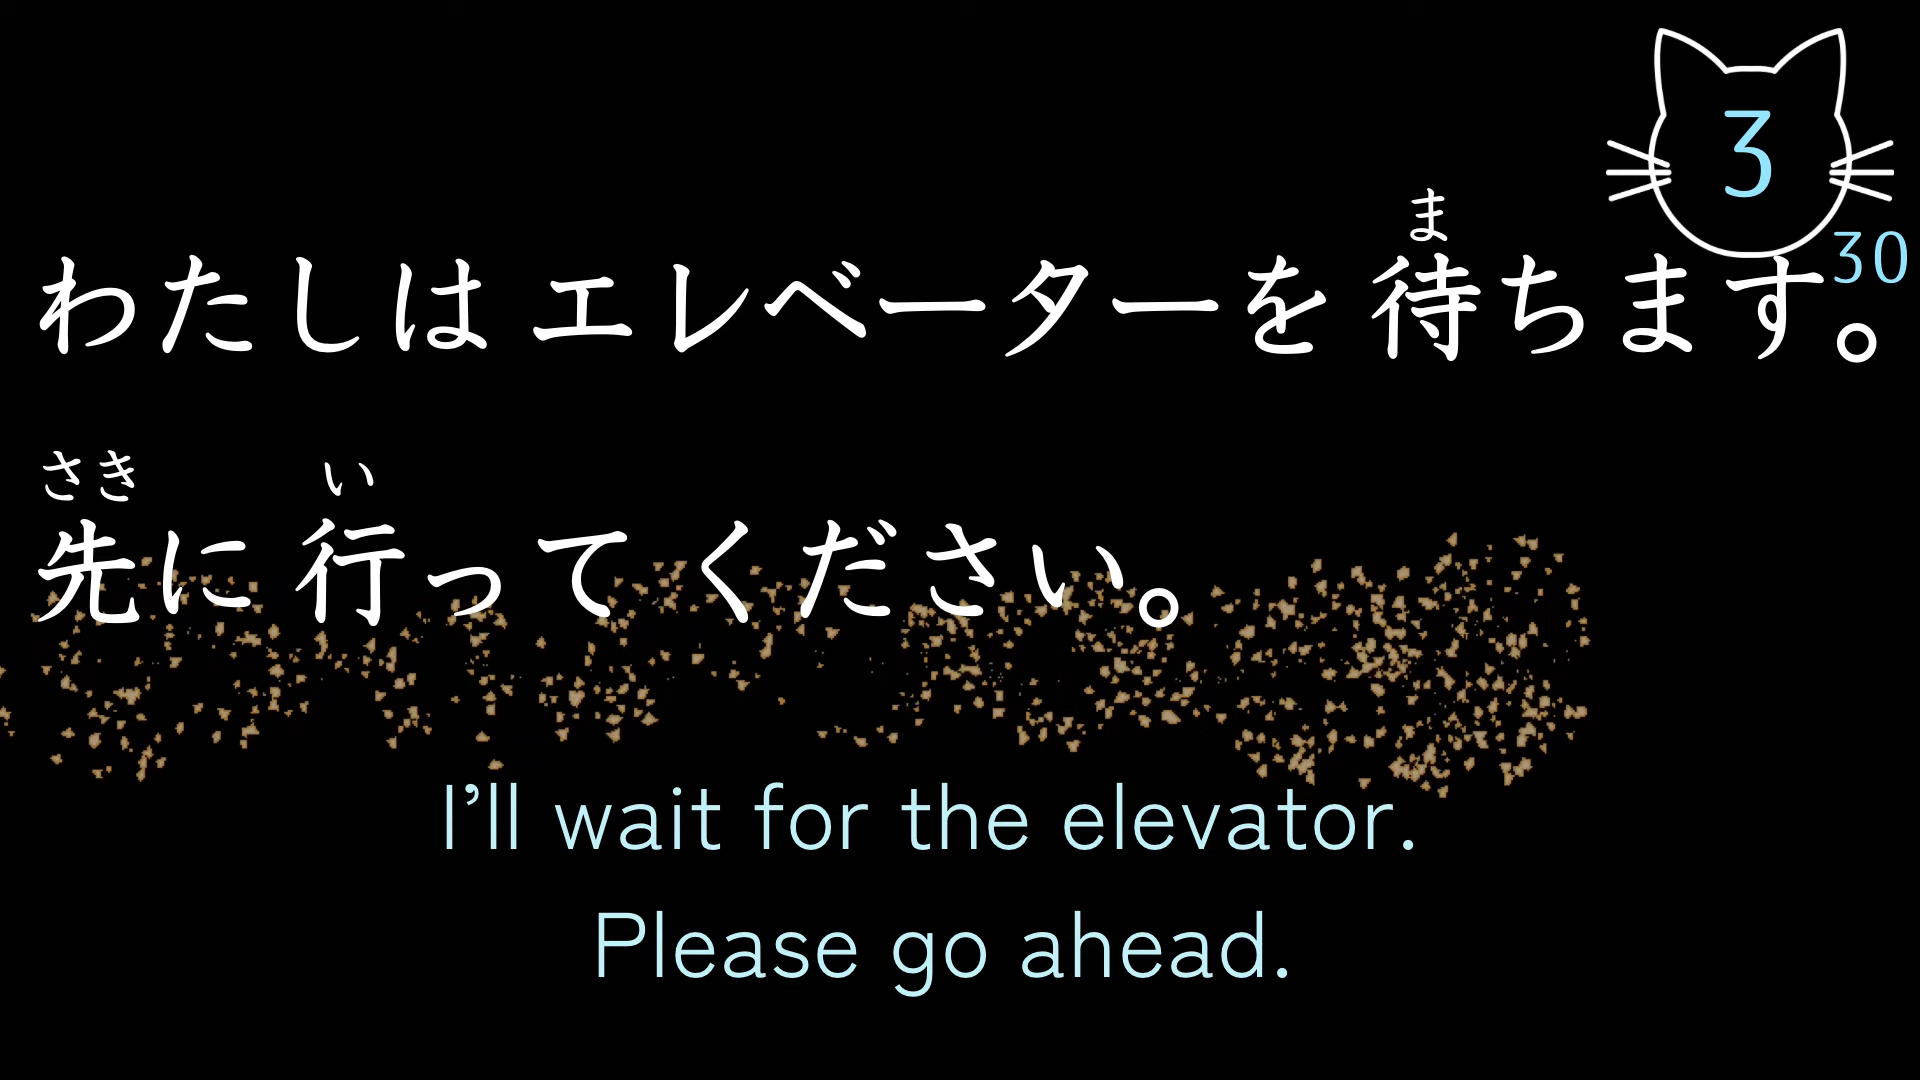 3
30
ま
わたしは エレベーターを 待ちます。
さき い
先に 行って ください。
I’ll wait for the elevator.
Please go ahead.